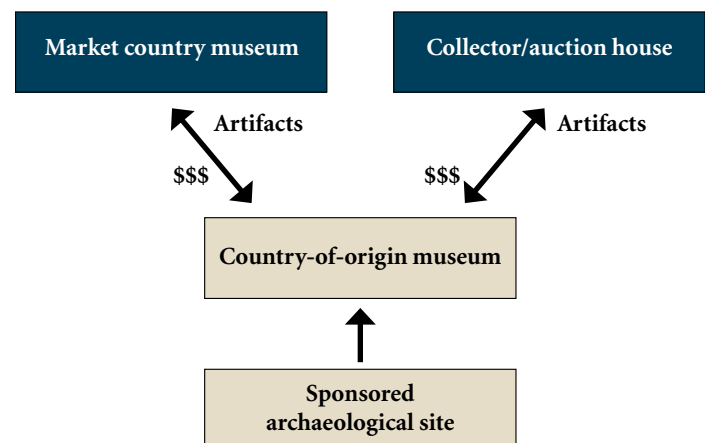 Market country museum
Collector/auction house
Artifacts
Artifacts
$$$
$$$
Country-of-origin museum
Sponsored
archaeological site